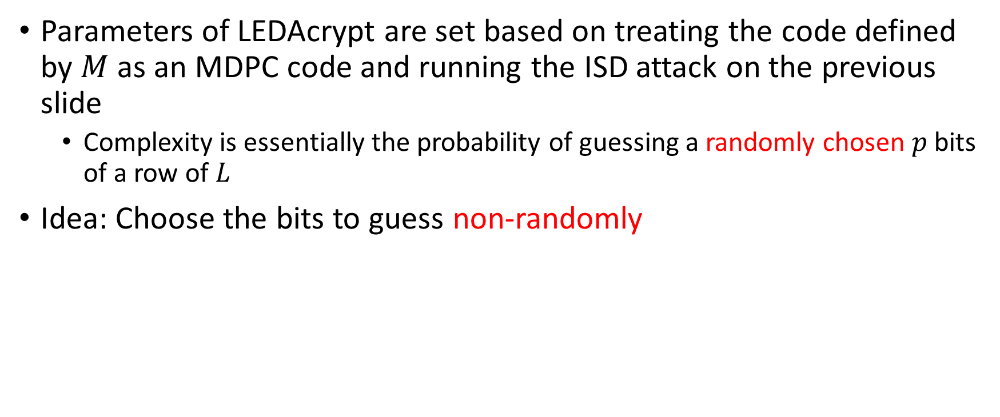 • Parameters of LEDAcrypt are set based on treating the code defined
by M as an MDPC code and running the ISD attack on the previous
slide
• Complexity is essentially the probability of guessing a randomly chosen p bits
of a row of L
• Idea: Choose the bits to guess non-randomly